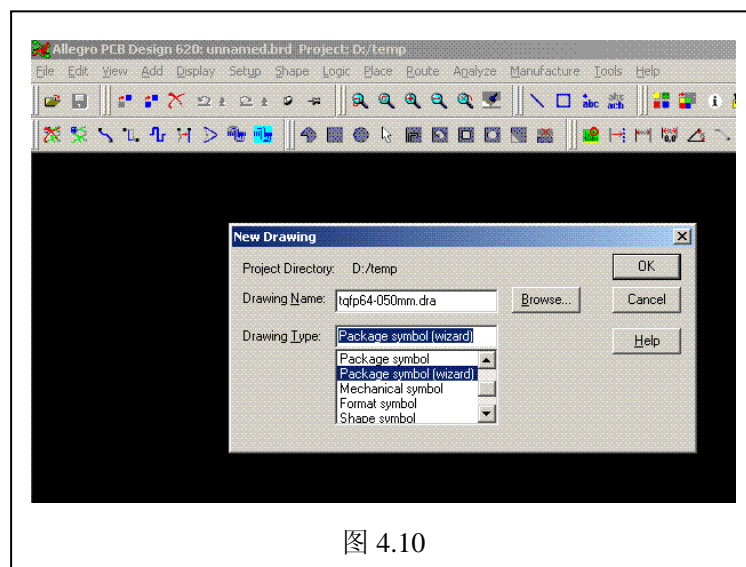 Allegro PCB Design 620: unnamed.brd Project: D:/temp
File Edit View Add Display Setup Shape Logic Place Route Analyze Manufacture Tools Help
New Drawing
Project Directory: D:/temp
OK
Drawing Name: tqfp64-050mm.dra Browse... Cancel
Drawing Type: Package symbol (wizard) Help
Package symbol
Package symbol (wizard)
Mechanical symbol
Format symbol
Shape symbol
图 4.10